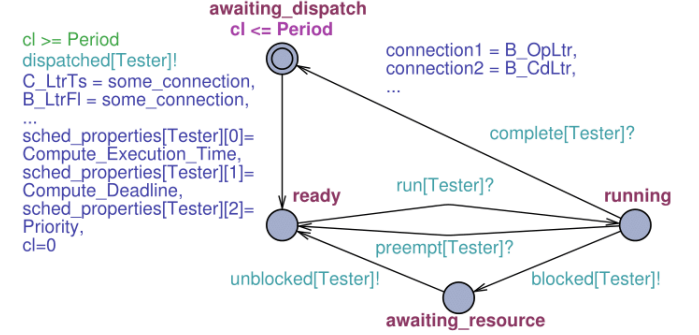 awaiting_dispatch
cl <= Period
cl >= Period
dispatched[Tester]!
C_LtrTs = some_connection,
B_LtrFl = some_connection,
...
sched_properties[Tester][0]=
Compute_Execution_Time,
sched_properties[Tester][1]=
Compute_Deadline,
sched_properties[Tester][2]=
Priority,
cl=0
connection1 = B_OpLtr,
connection2 = B_CdLtr,
...
complete[Tester]?
ready
run[Tester]?
running
preempt[Tester]?
unblocked[Tester]!
blocked[Tester]!
awaiting_resource